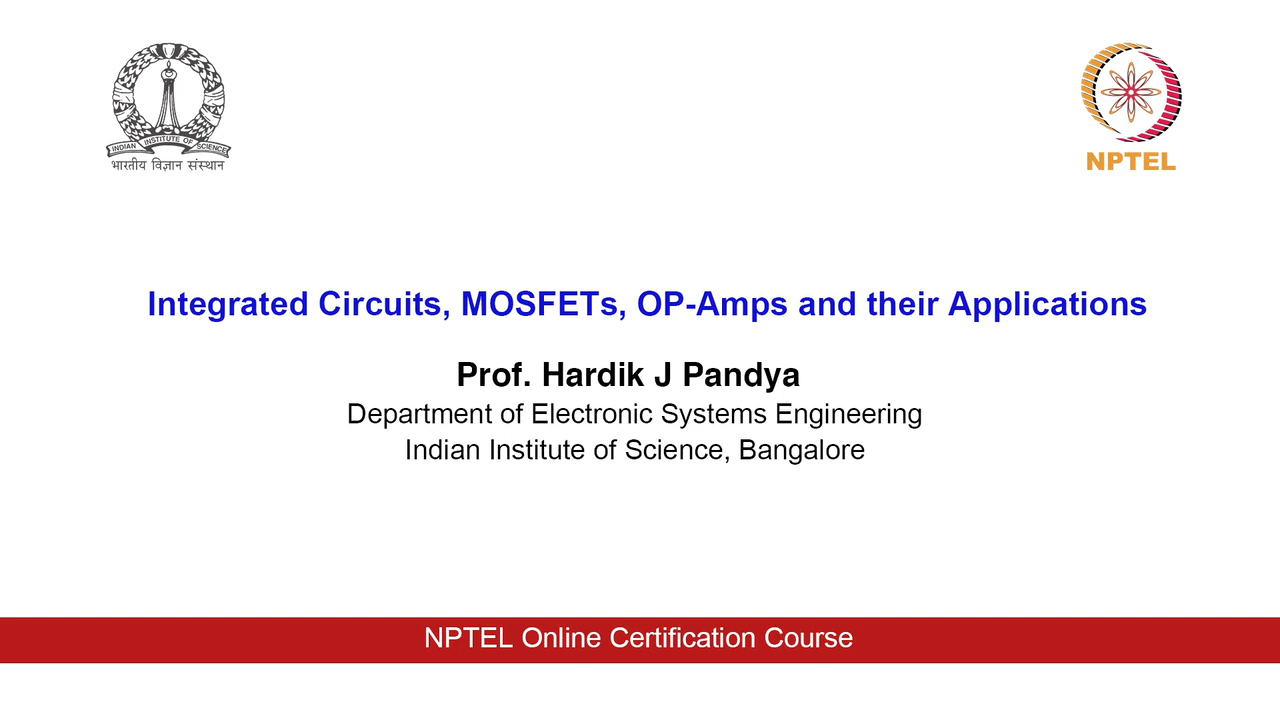 INDIAN INSTITUTE OF SCIENCE
भारतीय विज्ञान संस्थान
NPTEL
Integrated Circuits, MOSFETs, OP-Amps and their Applications
Prof. Hardik J Pandya
Department of Electronic Systems Engineering
Indian Institute of Science, Bangalore
NPTEL Online Certification Course